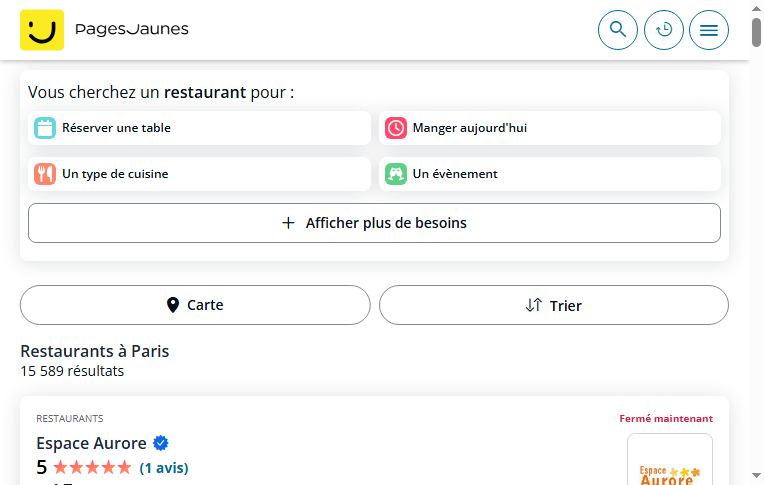 PagesJaunes
Vous cherchez un restaurant pour :
Réserver une table
Manger aujourd'hui
Un type de cuisine
Un évènement
Afficher plus de besoins
Carte
Trier
Restaurants à Paris
15 589 résultats
RESTAURANTS
Fermé maintenant
Espace Aurore
5 (1 avis)
Espace
Aurore